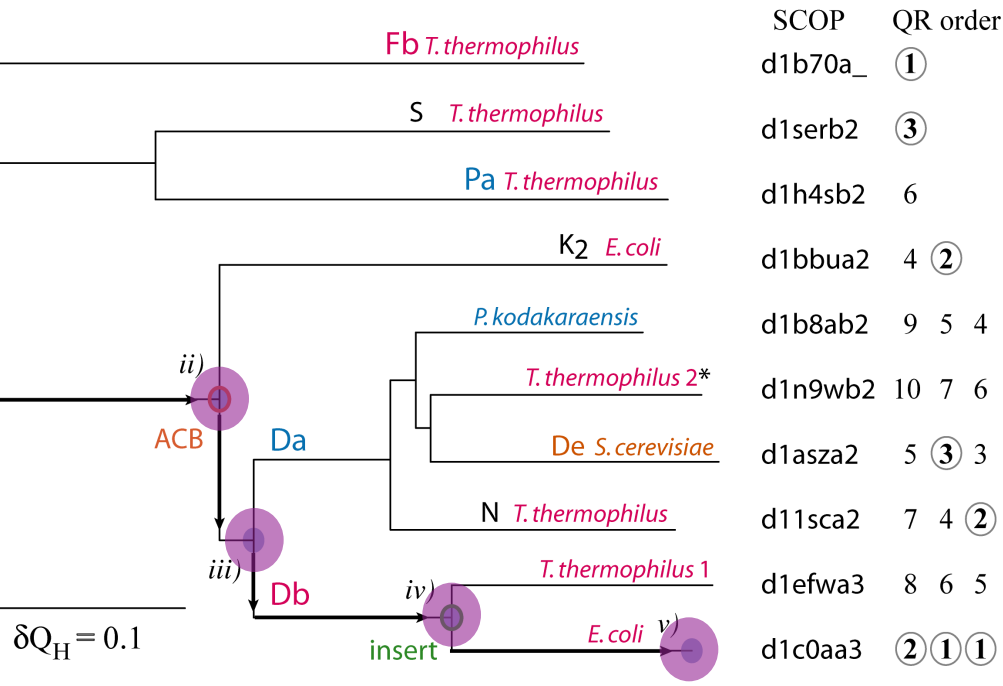 SCOP QR order
Fb T. thermophilus d1b70a_ 1
S T. thermophilus d1serb2 3
Pa T. thermophilus d1h4sb2 6
K2 E. coli d1bbua2 4 2
P. kodakaraensis d1b8ab2 9 5 4
ii) T. thermophilus 2* d1n9wb2 10 7 6
ACB Da De S. cerevisiae d1asza2 5 3 3
N T. thermophilus d11sca2 7 4 2
iii) Db iv) T. thermophilus 1 d1efwa3 8 6 5
δQH = 0.1 insert E. coli v) d1c0aa3 2 1 1